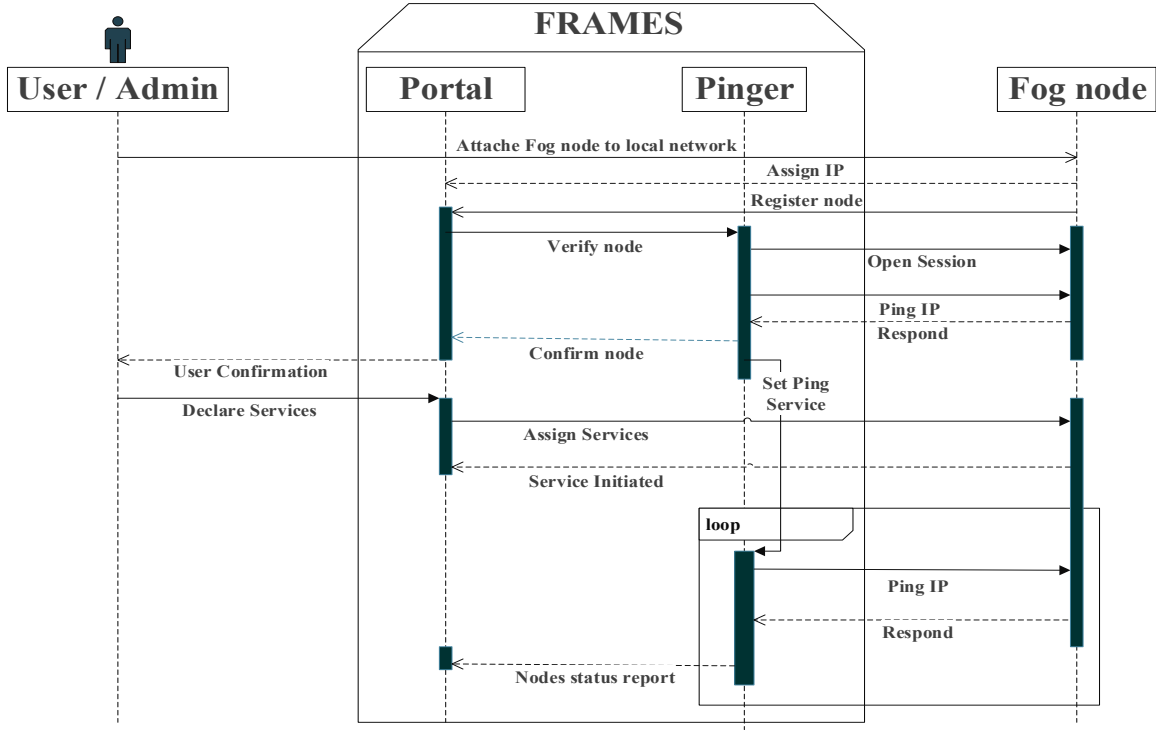 FRAMES
User / Admin
Portal
Pinger
Fog node
Attache Fog node to local network
Assign IP
Register node
Verify node
Open Session
Ping IP
Respond
Confirm node
User Confirmation
Set Ping
Service
Declare Services
Assign Services
Service Initiated
loop
Ping IP
Respond
Nodes status report